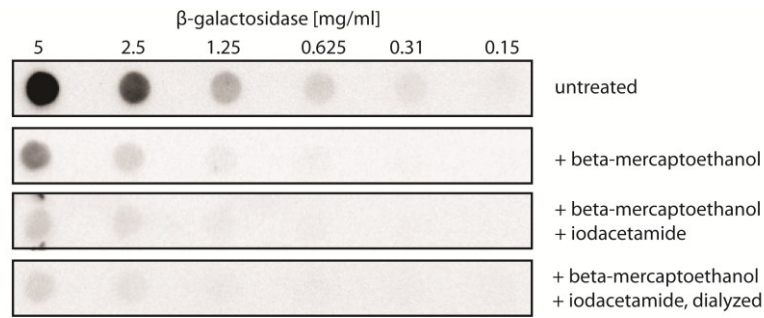 β-galactosidase [mg/ml]
5 2.5 1.25 0.625 0.31 0.15
untreated
+ beta-mercaptoethanol
+ beta-mercaptoethanol
+ iodacetamide
+ beta-mercaptoethanol
+ iodacetamide, dialyzed